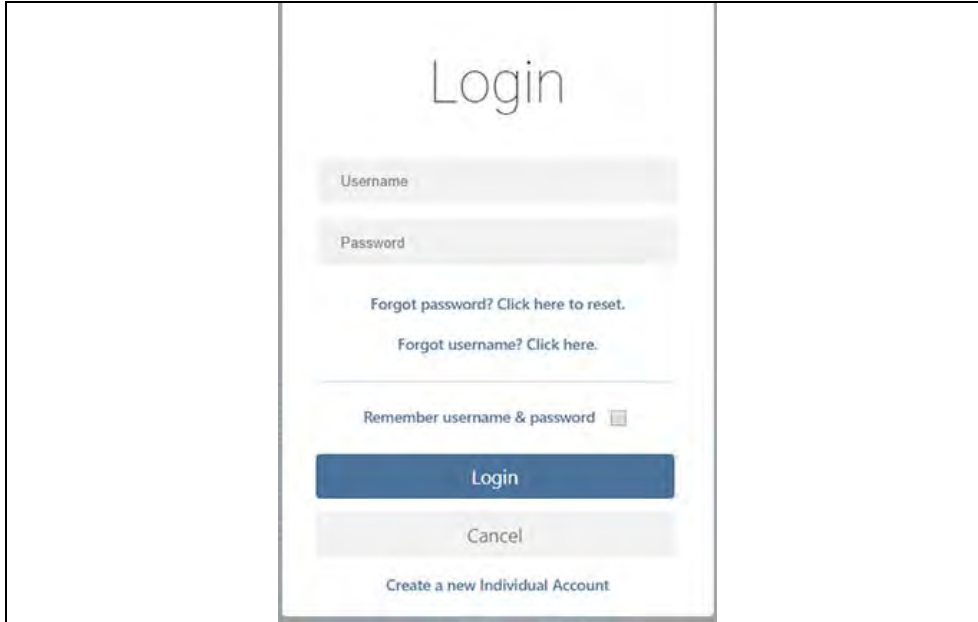 Login
Username
Password
Forgot password? Click here to reset.
Forgot username? Click here.
Remember username & password
Login
Cancel
Create a new Individual Account